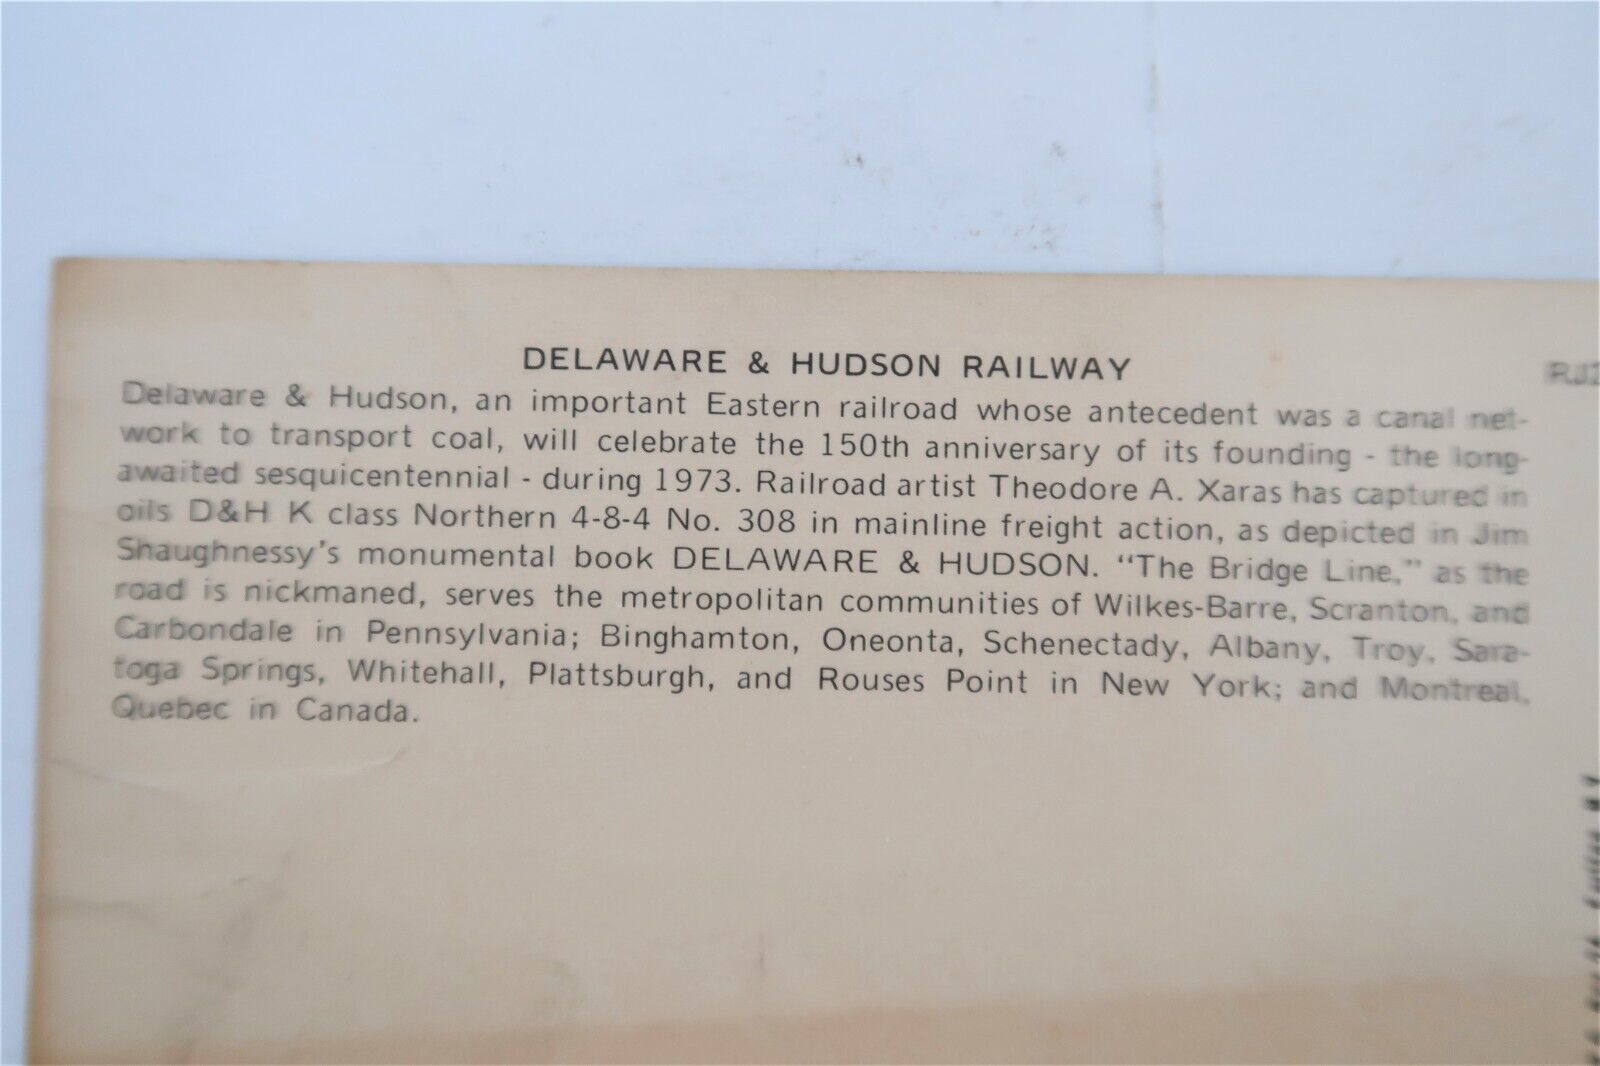 DELAWARE & HUDSON RAILWAY
Delaware & Hudson, an important Eastern railroad whose antecedent was a canal net-
work to transport coal, will celebrate the 150th anniversary of its founding - the long-
awaited sesquicentennial - during 1973. Railroad artist Theodore A. Xaras has captured in
oils D&H K class Northern 4-8-4 No. 308 in mainline freight action, as depicted in Jim
Shaughnessy's monumental book DELAWARE & HUDSON. "The Bridge Line," as the
road is nickmaned, serves the metropolitan communities of Wilkes-Barre, Scranton, and
Carbondale in Pennsylvania; Binghamton, Oneonta, Schenectady, Albany, Troy, Sara-
toga Springs, Whitehall, Plattsburgh, and Rouses Point in New York; and Montreal,
Quebec in Canada.